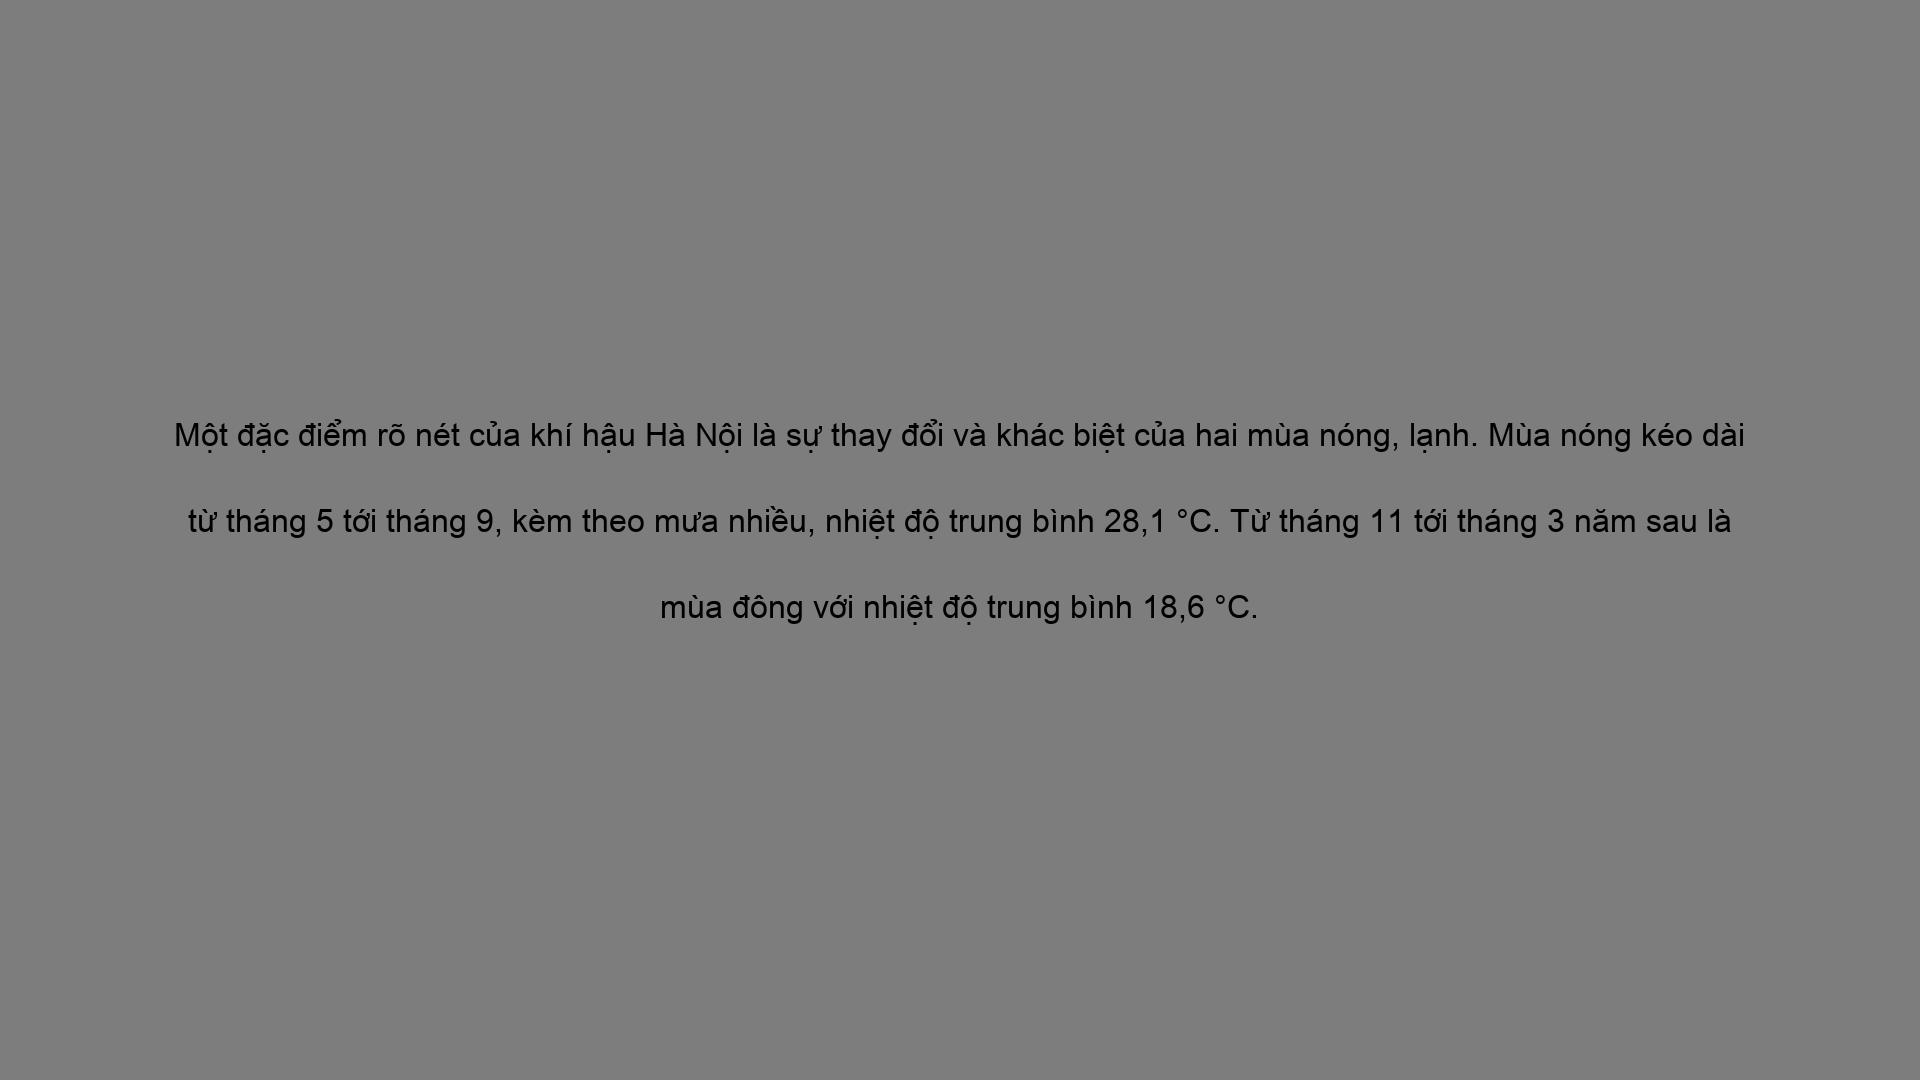 Một đặc điểm rõ nét của khí hậu Hà Nội là sự thay đổi và khác biệt của hai mùa nóng, lạnh. Mùa nóng kéo dài
từ tháng 5 tới tháng 9, kèm theo mưa nhiều, nhiệt độ trung bình 28,1 °C. Từ tháng 11 tới tháng 3 năm sau là
mùa đông với nhiệt độ trung bình 18,6 °C.